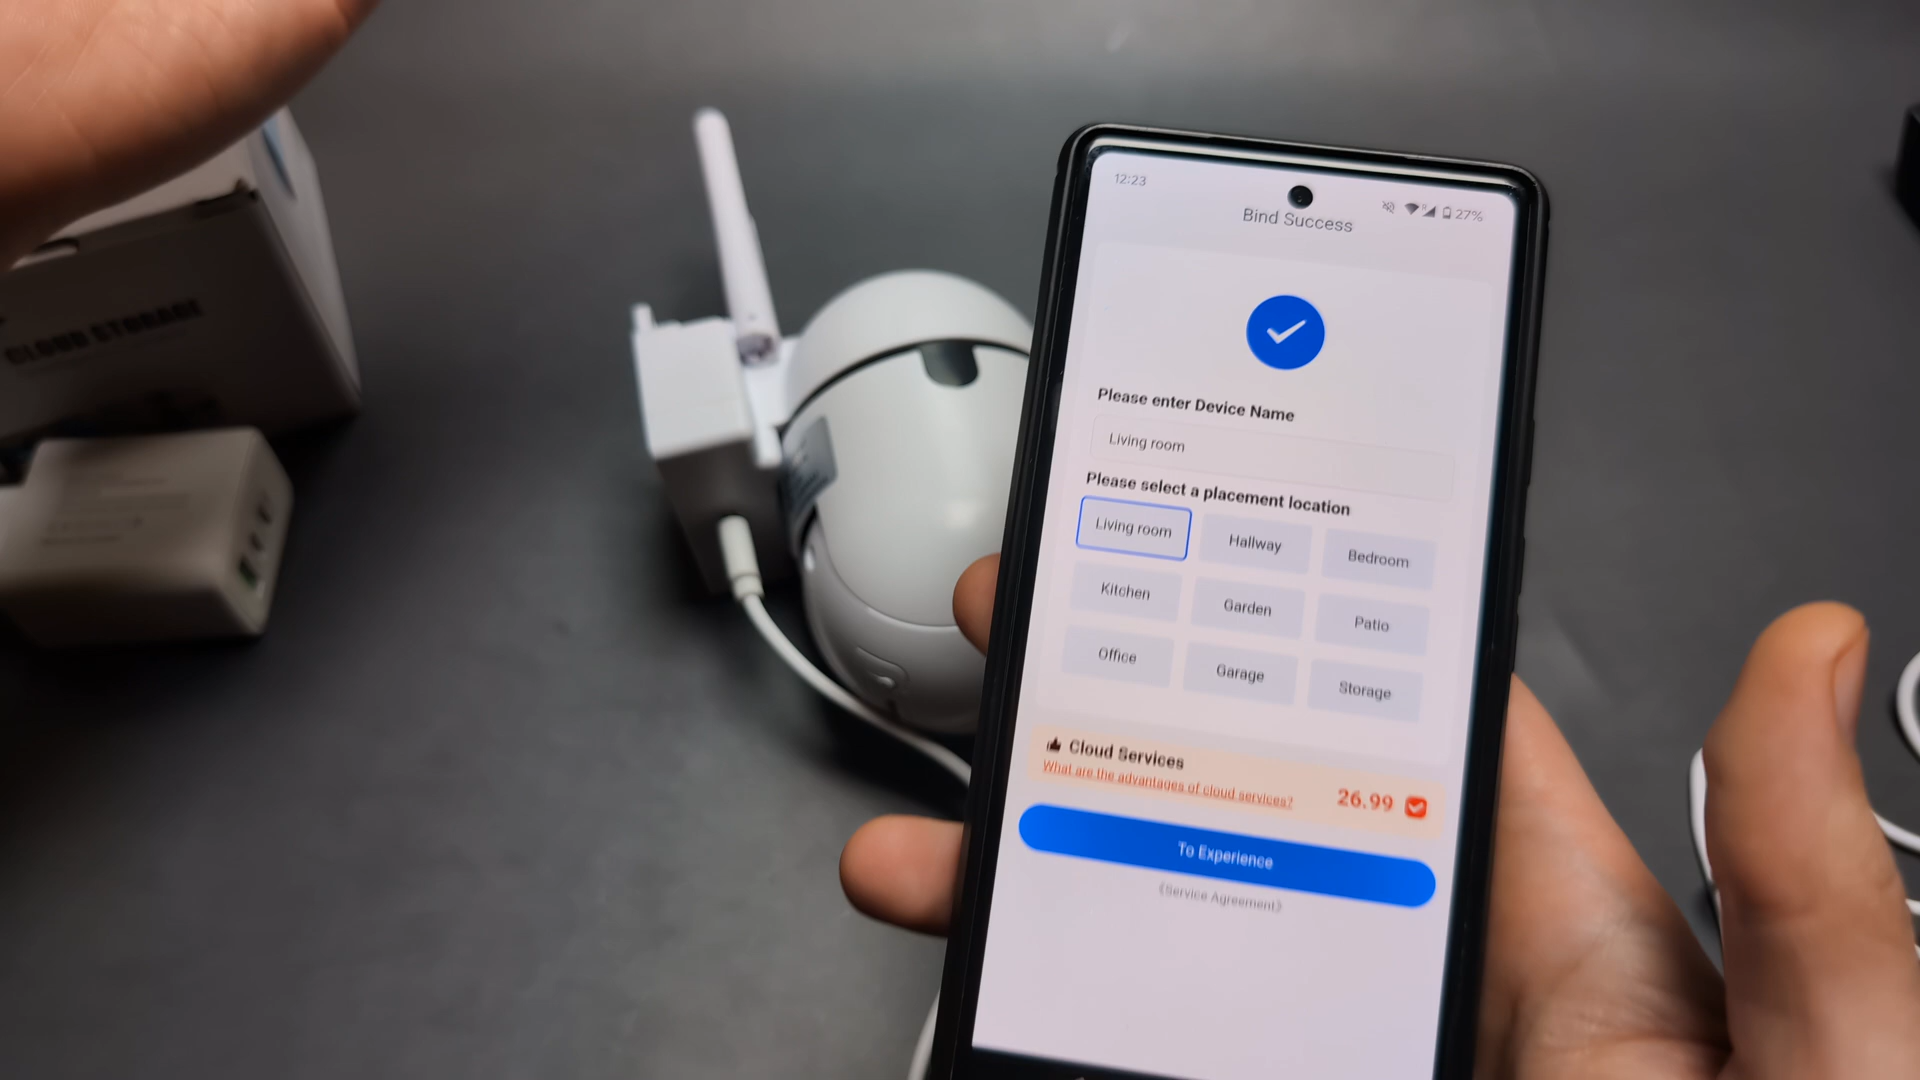 CLOUD STORAGE
12:23
27%
Bind Success
Please enter Device Name
Living room
Please select a placement location
Living room
Hallway
Bedroom
Kitchen
Garden
Patio
Office
Garage
Storage
Cloud Services
What are the advantages of cloud services?
26.99
To Experience
《Service Agreement》